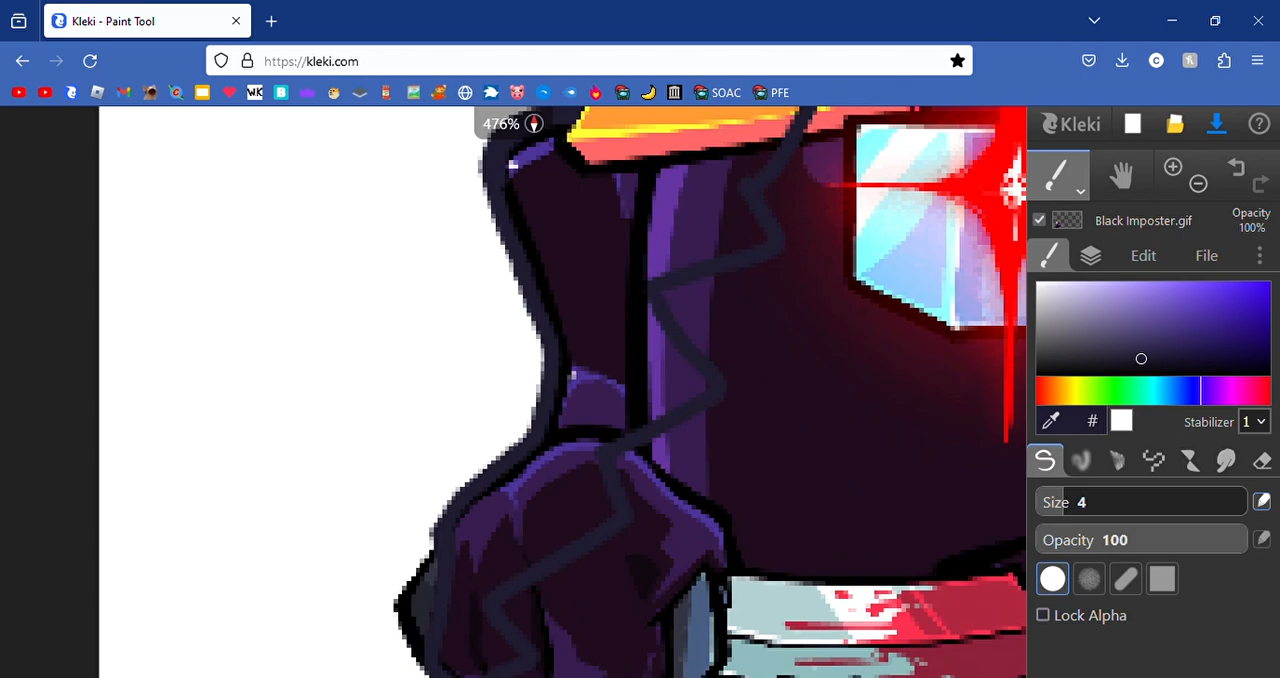 Kleki - Paint Tool
https://kleki.com
WK
B
SOAC
PFE
476%
Kleki
Black Imposter.gif
Opacity
100%
Edit
File
#
Stabilizer 1
Size 4
Opacity 100
Lock Alpha